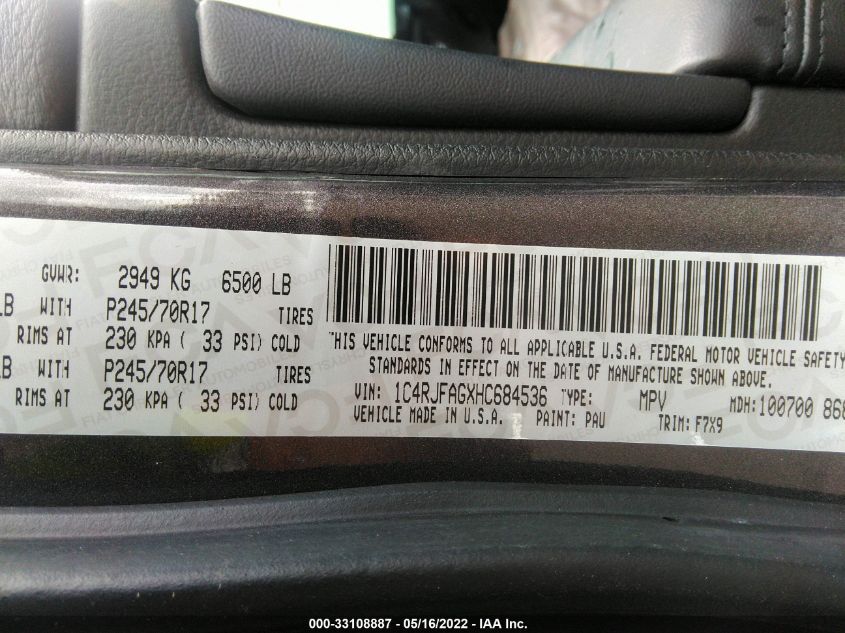 GVWR: 2949 KG 6500 LB
LB WITH P245/70R17 TIRES
RIMS AT 230 KPA ( 33 PSI) COLD
LB WITH P245/70R17 TIRES
RIMS AT 230 KPA ( 33 PSI) COLD
THIS VEHICLE CONFORMS TO ALL APPLICABLE U.S.A. FEDERAL MOTOR VEHICLE SAFETY
STANDARDS IN EFFECT ON THE DATE OF MANUFACTURE SHOWN ABOVE.
VIN: 1C4RJFAGXHC684536 TYPE: MPV MDH:100700 868
VEHICLE MADE IN U.S.A. PAINT: PAU TRIM: F7X9
000-33108887 - 05/16/2022 - IAA Inc.